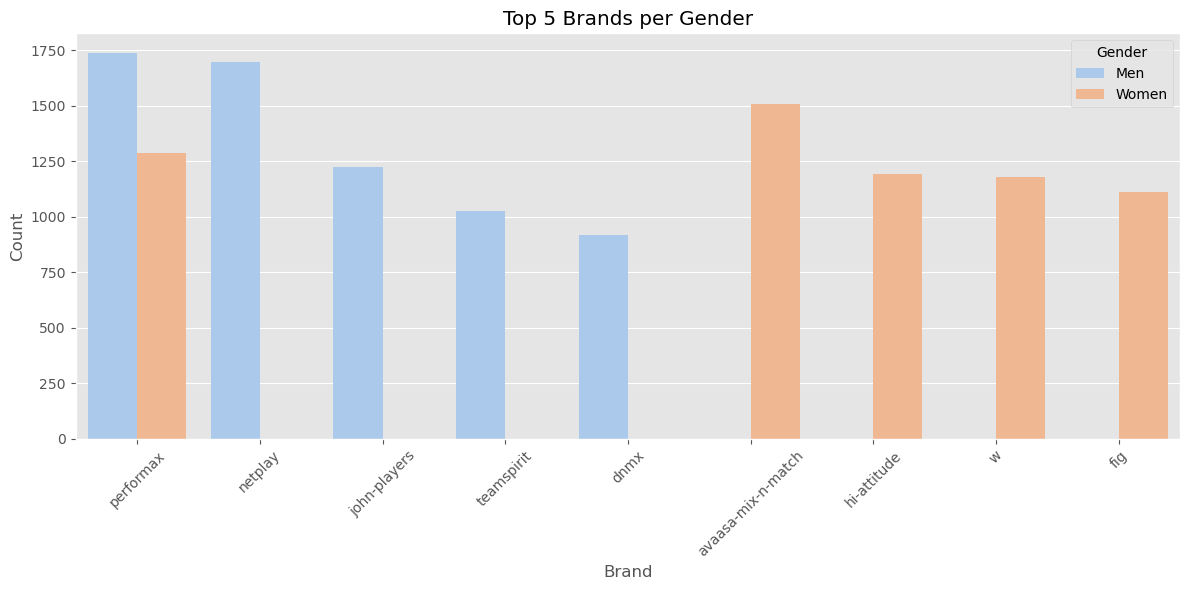 Top 5 Brands per Gender
Gender
Men
Women
Count
1750
1500
1250
1000
750
500
250
0
performax
netplay
john-players
teamspirit
dnmx
avaasa-mix-n-match
hi-attitude
w
fig
Brand